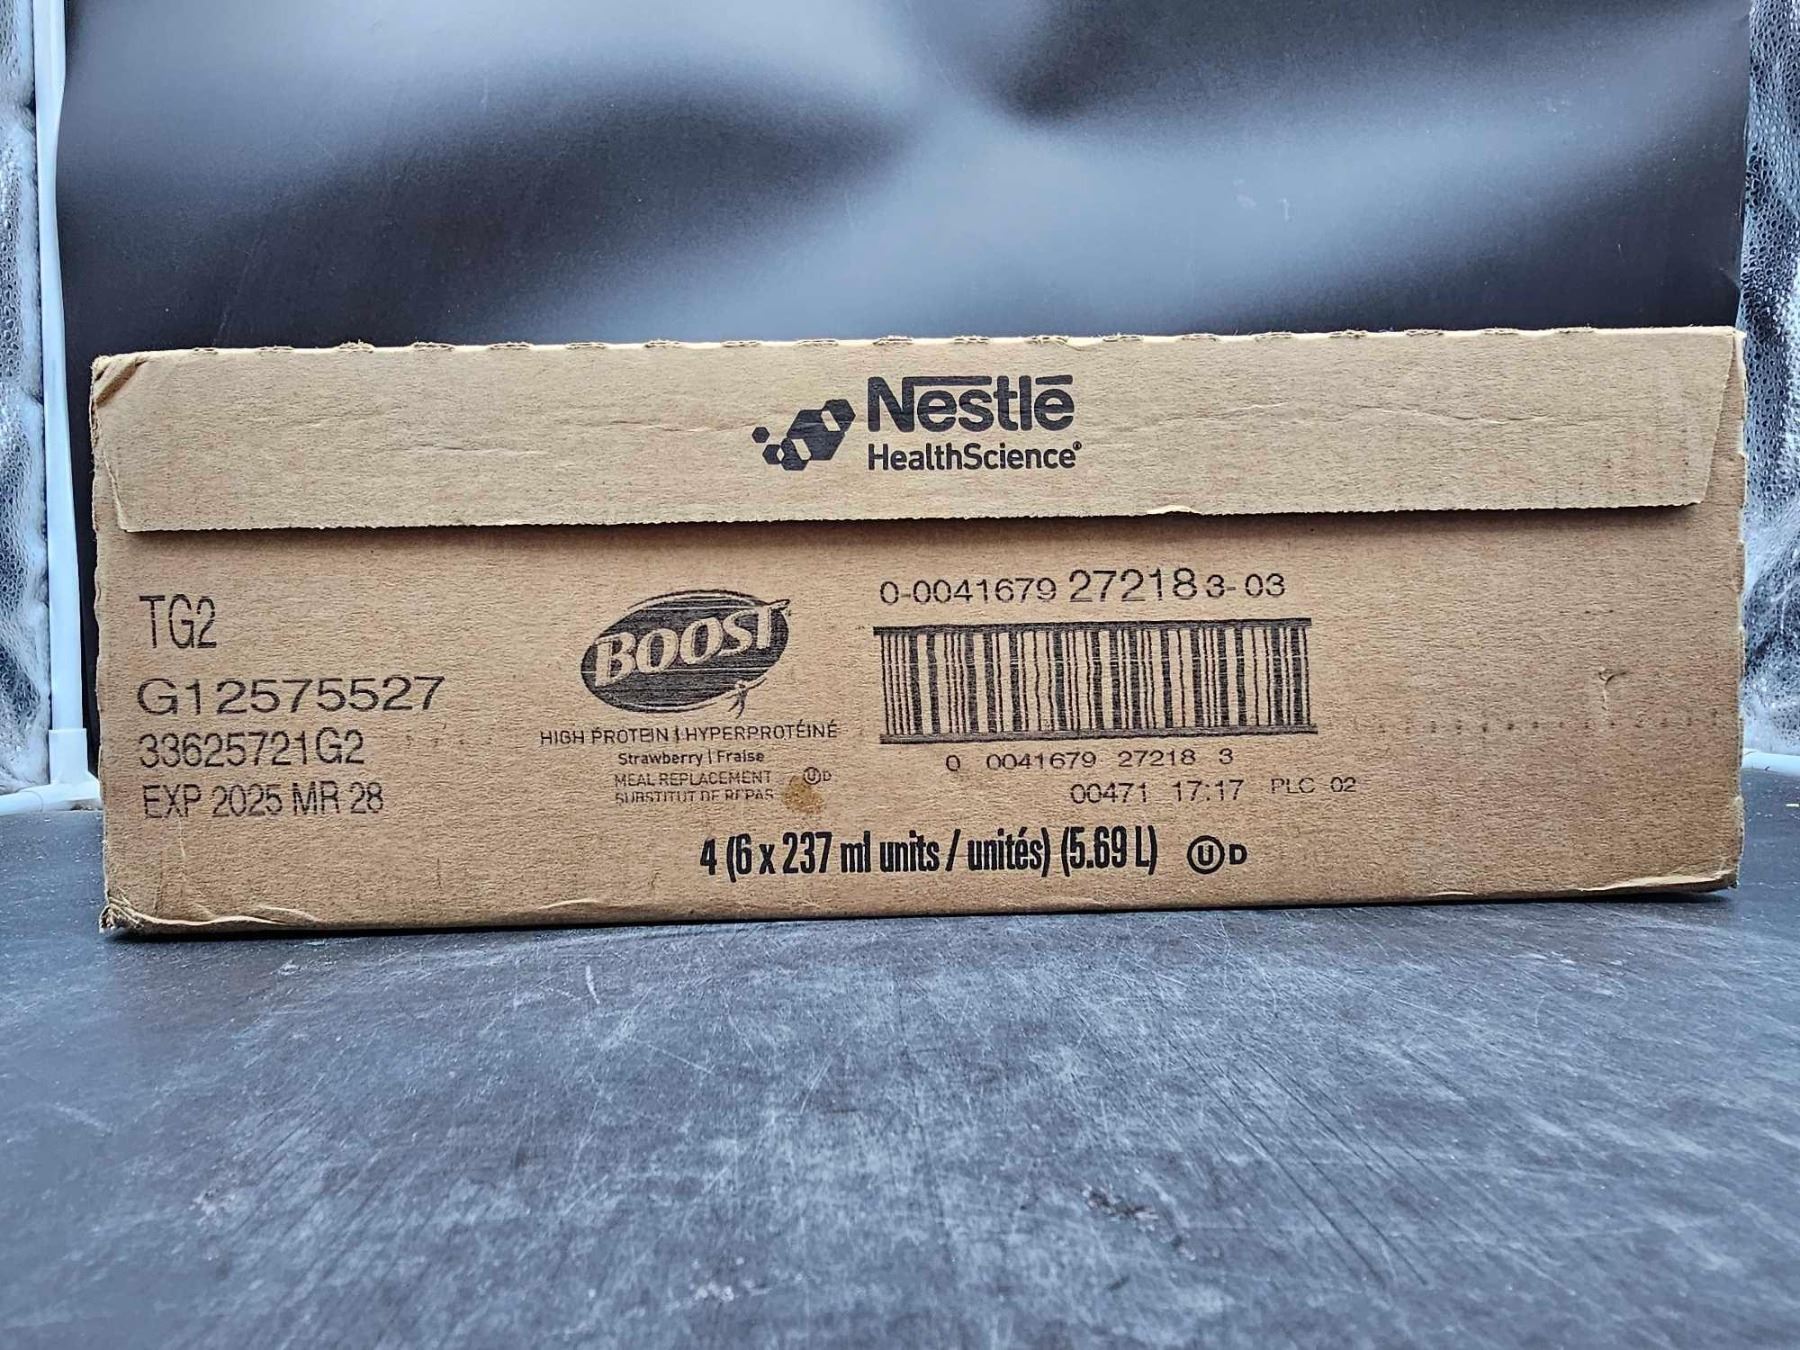 Nestlē
HealthScience®
TG2
G12575527
33625721G2
EXP 2025 MR 28
BOOST
HIGH PROTEIN | HYPERPROTÉINÉ
Strawberry | Fraise
MEAL REPLACEMENT
SUBSTITUT DE REPAS
U D
0-0041679 27218 3-03
0 0041679 27218 3
00471 17:17 PLC 02
4 (6 x 237 ml units / unités) (5.69 L) U D